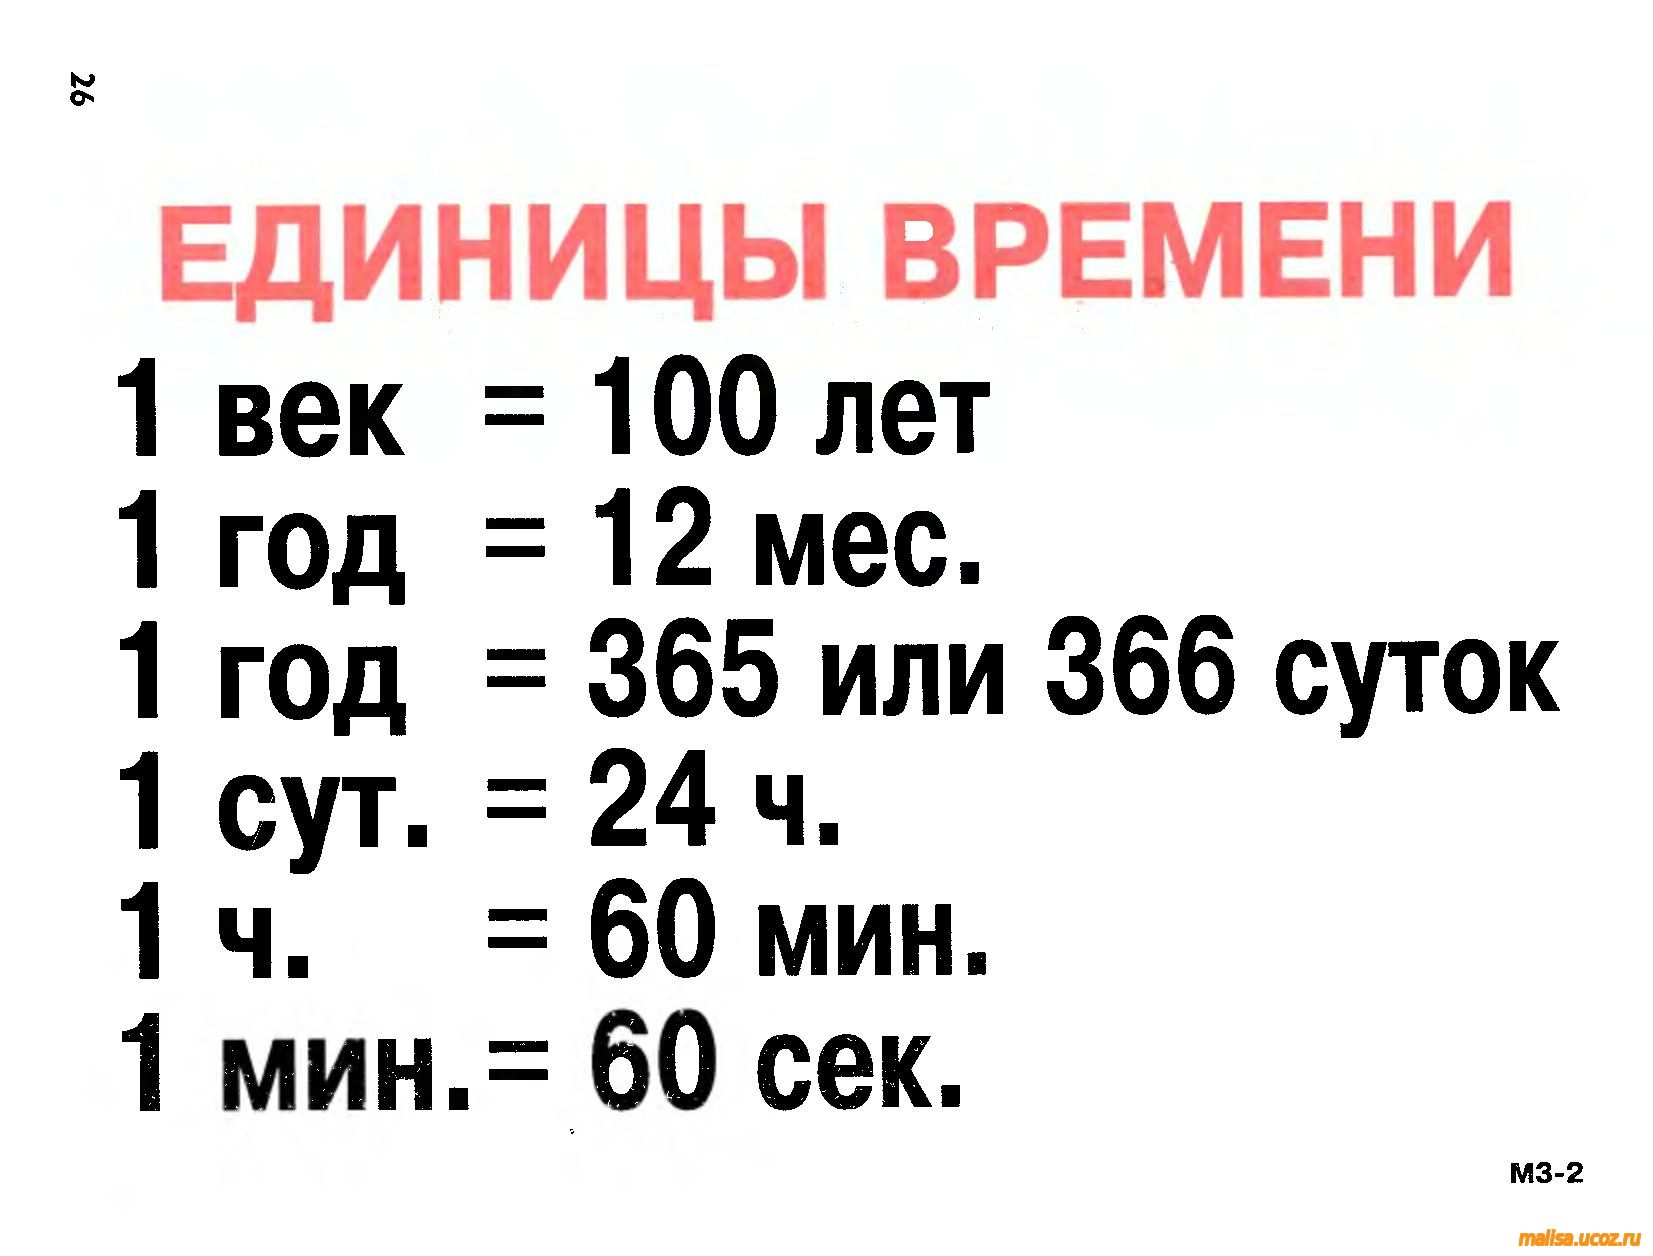 26
ЕДИНИЦЫ ВРЕМЕНИ
1 век = 100 лет
1 год = 12 мес.
1 год = 365 или 366 суток
1 сут. = 24 ч.
1 ч. = 60 мин.
1 мин. = 60 сек.
МЗ-2
malisa.ucoz.ru